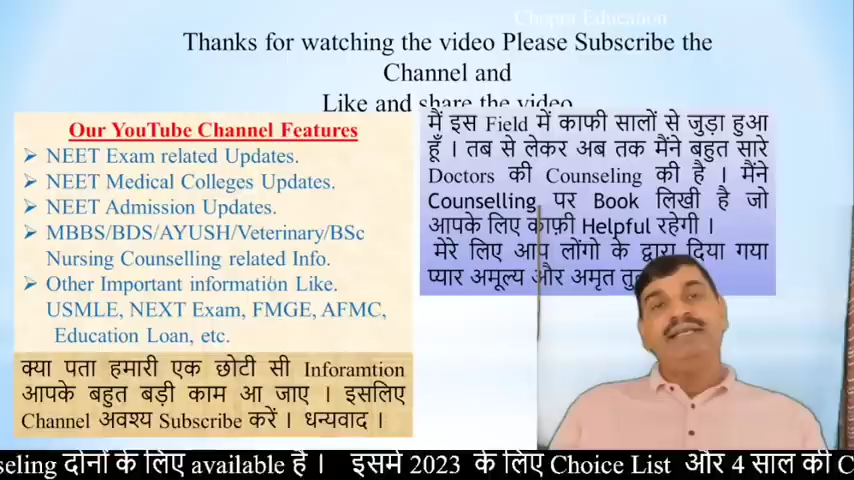 Chopra Education
Thanks for watching the video Please Subscribe the
Channel and
Like and share the video
Our YouTube Channel Features
➢ NEET Exam related Updates.
➢ NEET Medical Colleges Updates.
➢ NEET Admission Updates.
➢ MBBS/BDS/AYUSH/Veterinary/BSc
Nursing Counselling related Info.
➢ Other Important information Like.
USMLE, NEXT Exam, FMGE, AFMC,
Education Loan, etc.
क्या पता हमारी एक छोटी सी Inforamtion
आपके बहुत बड़ी काम आ जाए । इसलिए
Channel अवश्य Subscribe करें । धन्यवाद ।
मैं इस Field में काफी सालों से जुड़ा हुआ
हूँ । तब से लेकर अब तक मैंने बहुत सारे
Doctors की Counseling की है । मैंने
Counselling पर Book लिखी है जो
आपके लिए काफ़ी Helpful रहेगी ।
मेरे लिए आप लोंगो के द्वारा दिया गया
प्यार अमूल्य और अमृत
seling दोनों के लिए available है । इसमें 2023 के लिए Choice List और 4 साल की C